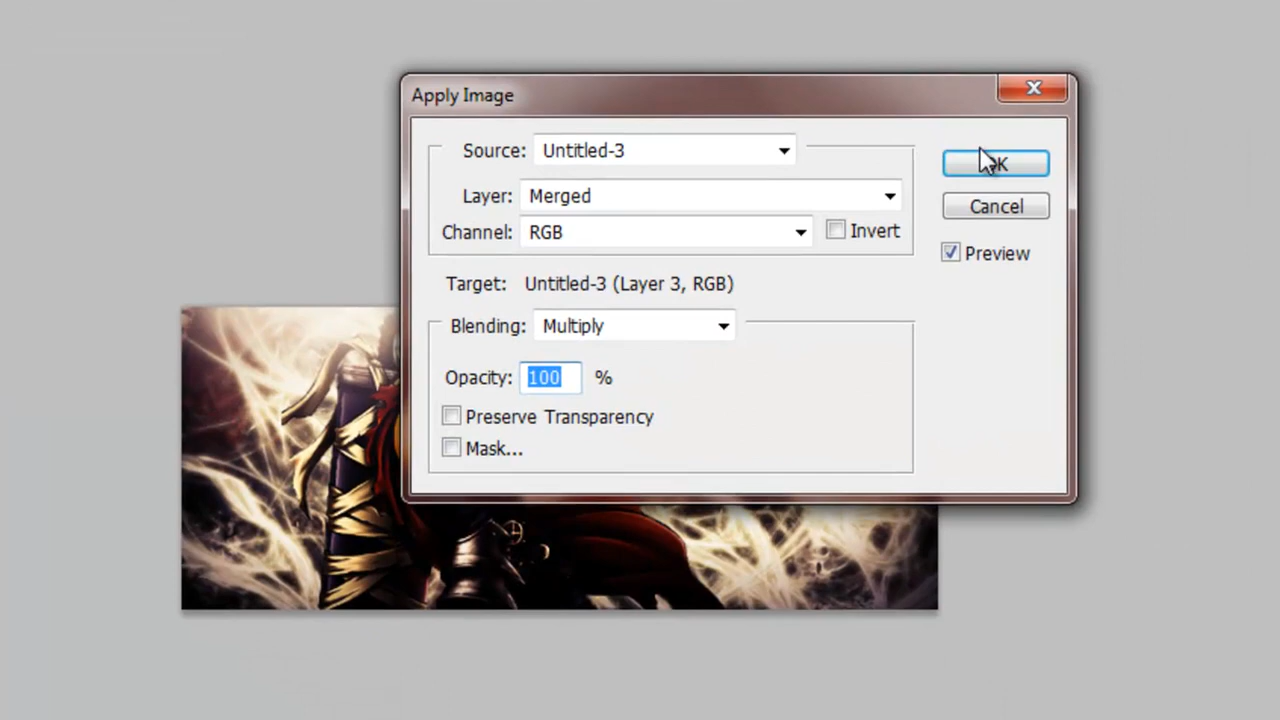 Apply Image
Source: Untitled-3
OK
Layer: Merged
Cancel
Channel: RGB
Invert
Preview
Target: Untitled-3 (Layer 3, RGB)
Blending: Multiply
Opacity: 100 %
Preserve Transparency
Mask...